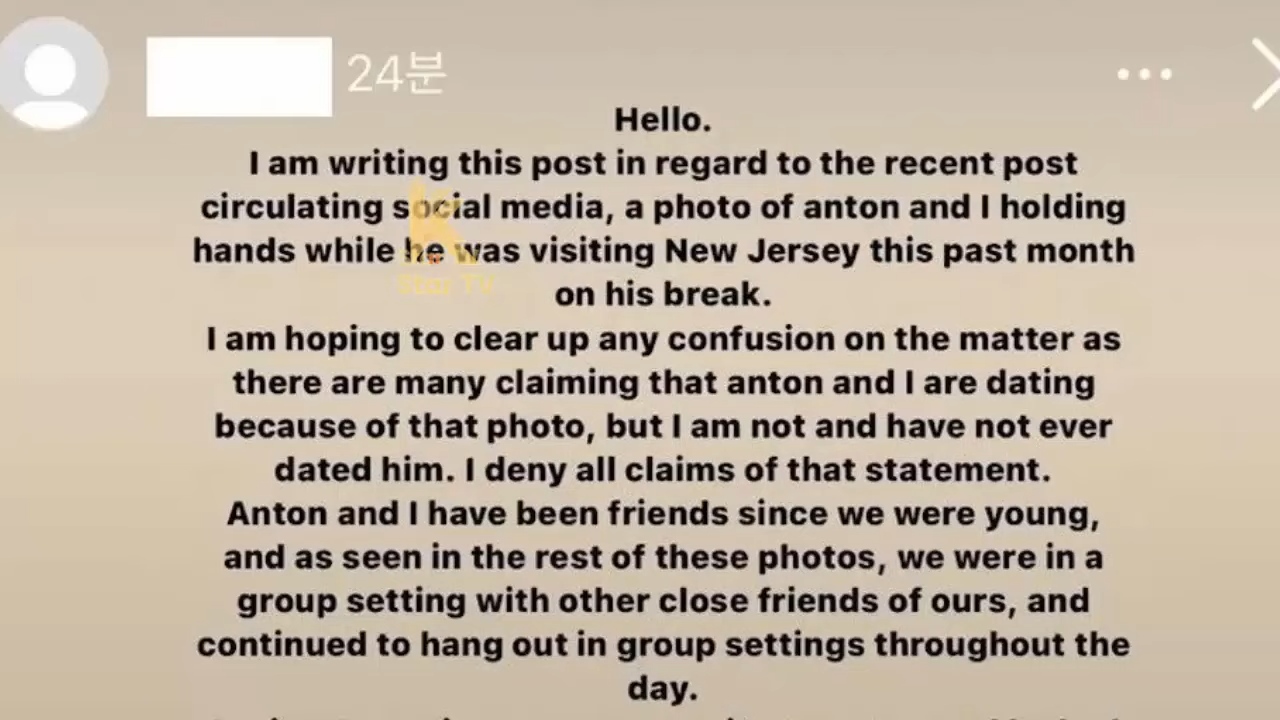 24분
Hello.
I am writing this post in regard to the recent post
circulating social media, a photo of anton and I holding
hands while he was visiting New Jersey this past month
on his break.
I am hoping to clear up any confusion on the matter as
there are many claiming that anton and I are dating
because of that photo, but I am not and have not ever
dated him. I deny all claims of that statement.
Anton and I have been friends since we were young,
and as seen in the rest of these photos, we were in a
group setting with other close friends of ours, and
continued to hang out in group settings throughout the
day.
K
Star TV